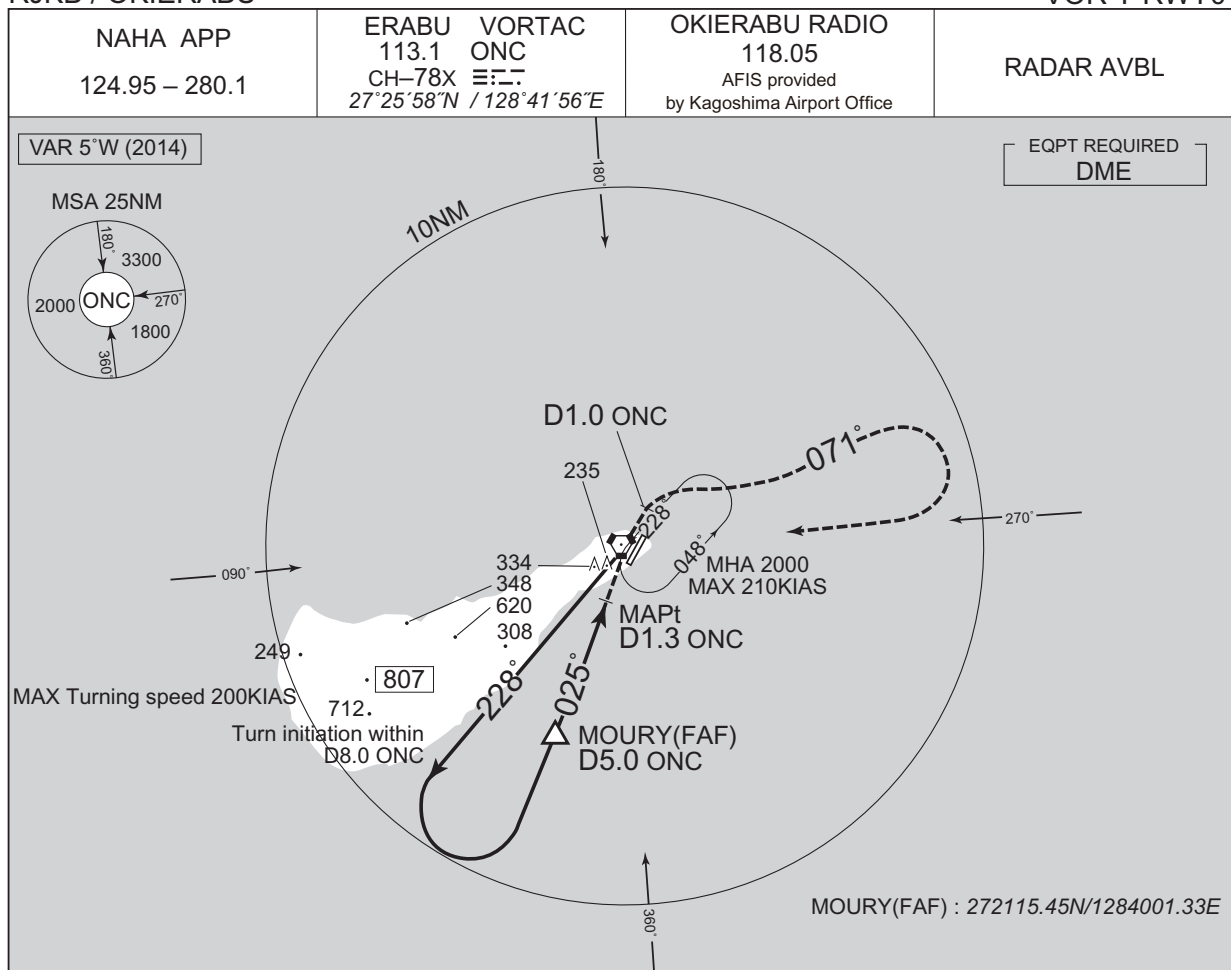 NAHA APP
124.95 – 280.1
ERABU VORTAC
113.1 ONC
CH–78X
27°25´58˝N / 128°41´56˝E
OKIERABU RADIO
118.05
AFIS provided
by Kagoshima Airport Office
RADAR AVBL
VAR 5°W (2014)
EQPT REQUIRED
DME
MSA 25NM
180°
3300
2000
ONC
270°
1800
360°
10NM
180°
D1.0 ONC
071°
235
228°
270°
048°
MHA 2000
MAX 210KIAS
090°
334
348
620
308
MAPt
D1.3 ONC
249
807
228°
025°
MAX Turning speed 200KIAS
712
Turn initiation within
D8.0 ONC
MOURY(FAF)
D5.0 ONC
360°
MOURY(FAF) : 272115.45N/1284001.33E